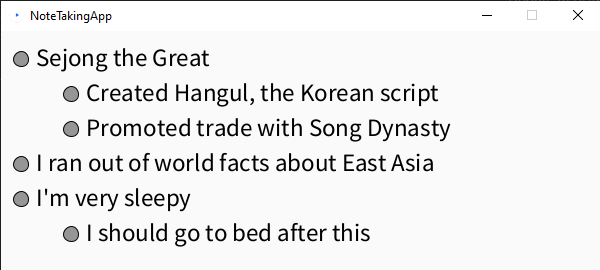 NoteTakingApp
Sejong the Great
Created Hangul, the Korean script
Promoted trade with Song Dynasty
I ran out of world facts about East Asia
I'm very sleepy
I should go to bed after this